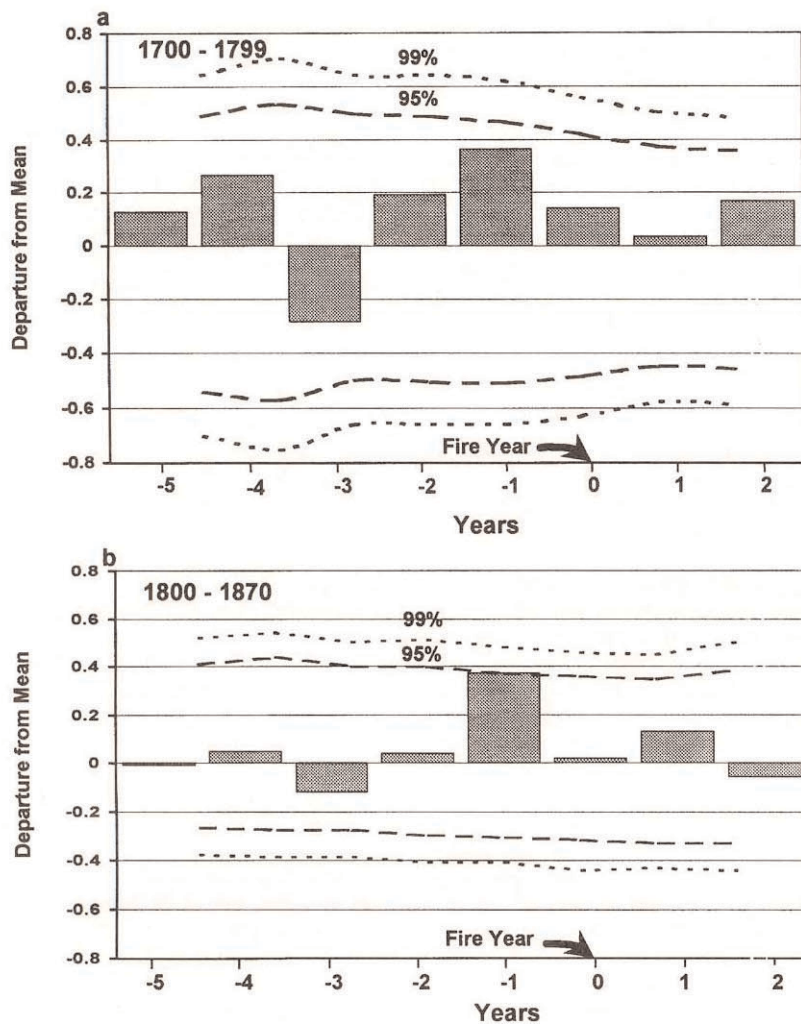 a
0.8
1700 - 1799
99%
0.6
95%
0.4
0.2
0
-0.2
-0.4
-0.6
-0.8
Departure from Mean
Fire Year
-5 -4 -3 -2 -1 0 1 2
Years
b
0.8
1800 - 1870
0.6
99%
95%
0.4
0.2
0
-0.2
-0.4
-0.6
-0.8
Departure from Mean
Fire Year
-5 -4 -3 -2 -1 0 1 2
Years